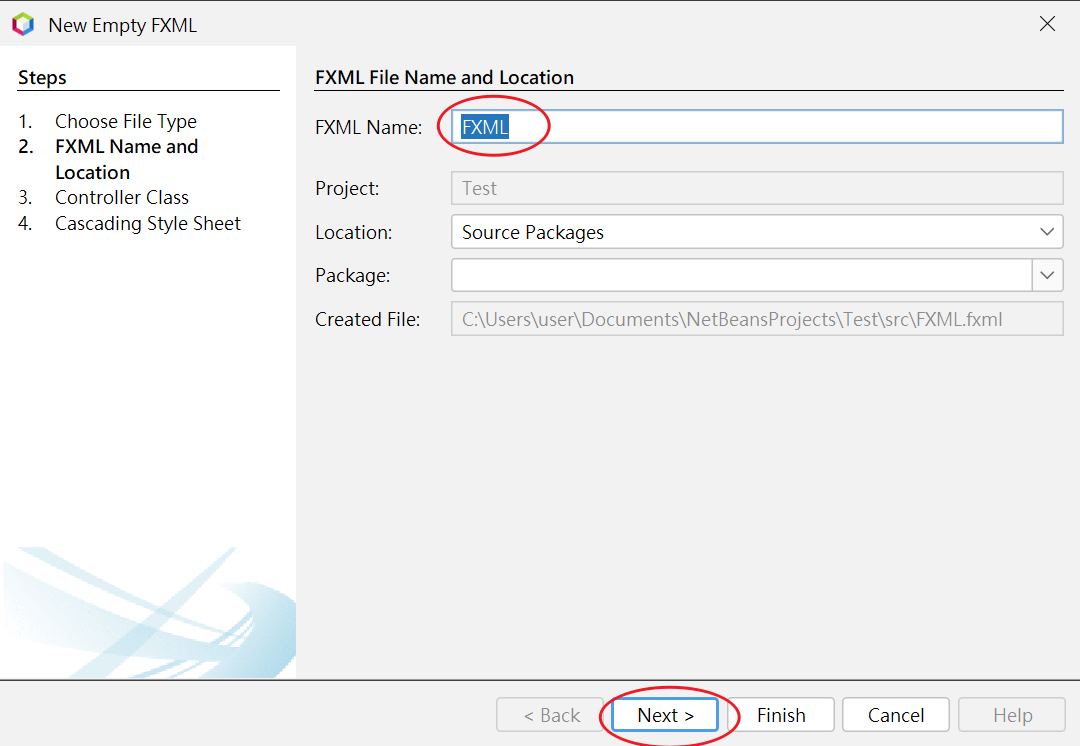 New Empty FXML
Steps
1. Choose File Type
2. FXML Name and
Location
3. Controller Class
4. Cascading Style Sheet
FXML File Name and Location
FXML Name: FXML
Project: Test
Location: Source Packages
Package:
Created File: C:\Users\user\Documents\NetBeansProjects\Test\src\FXML.fxml
< Back Next > Finish Cancel Help